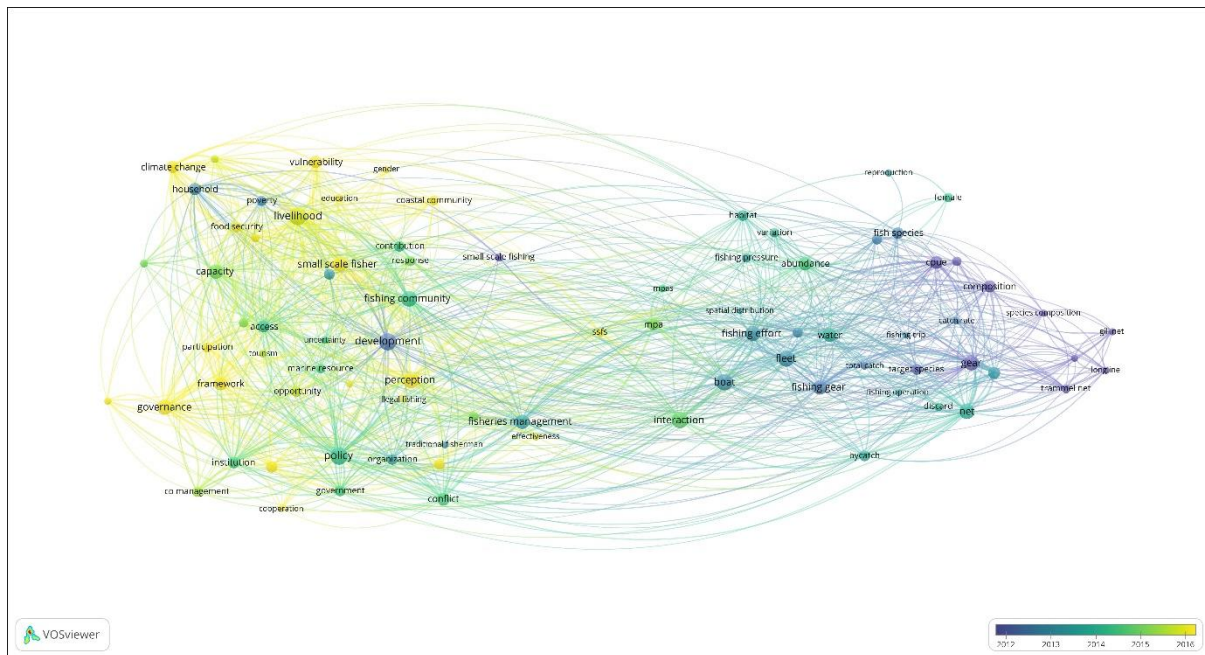 climate change
vulnerability
gender
household
poverty
education
coastal community
livelihood
food security
contribution
small scale fisher
response
small scale fishing
capacity
fishing community
access
uncertainty
development
participation
tourism
marine resource
framework
opportunity
perception
illegal fishing
governance
fisheries management
effectiveness
traditional fisherman
policy
organization
institution
co management
government
conflict
cooperation
reproduction
female
habitat
variation
fish species
fishing pressure
abundance
cpue
mpas
composition
spatial distribution
species composition
ssfs
mpa
fishing effort
water
catch rate
fishing trip
gil net
fleet
total catch
target species
gear
longline
boat
fishing gear
fishing operation
trammel net
interaction
discard
net
bycatch
VOSviewer
2012 2013 2014 2015 2016